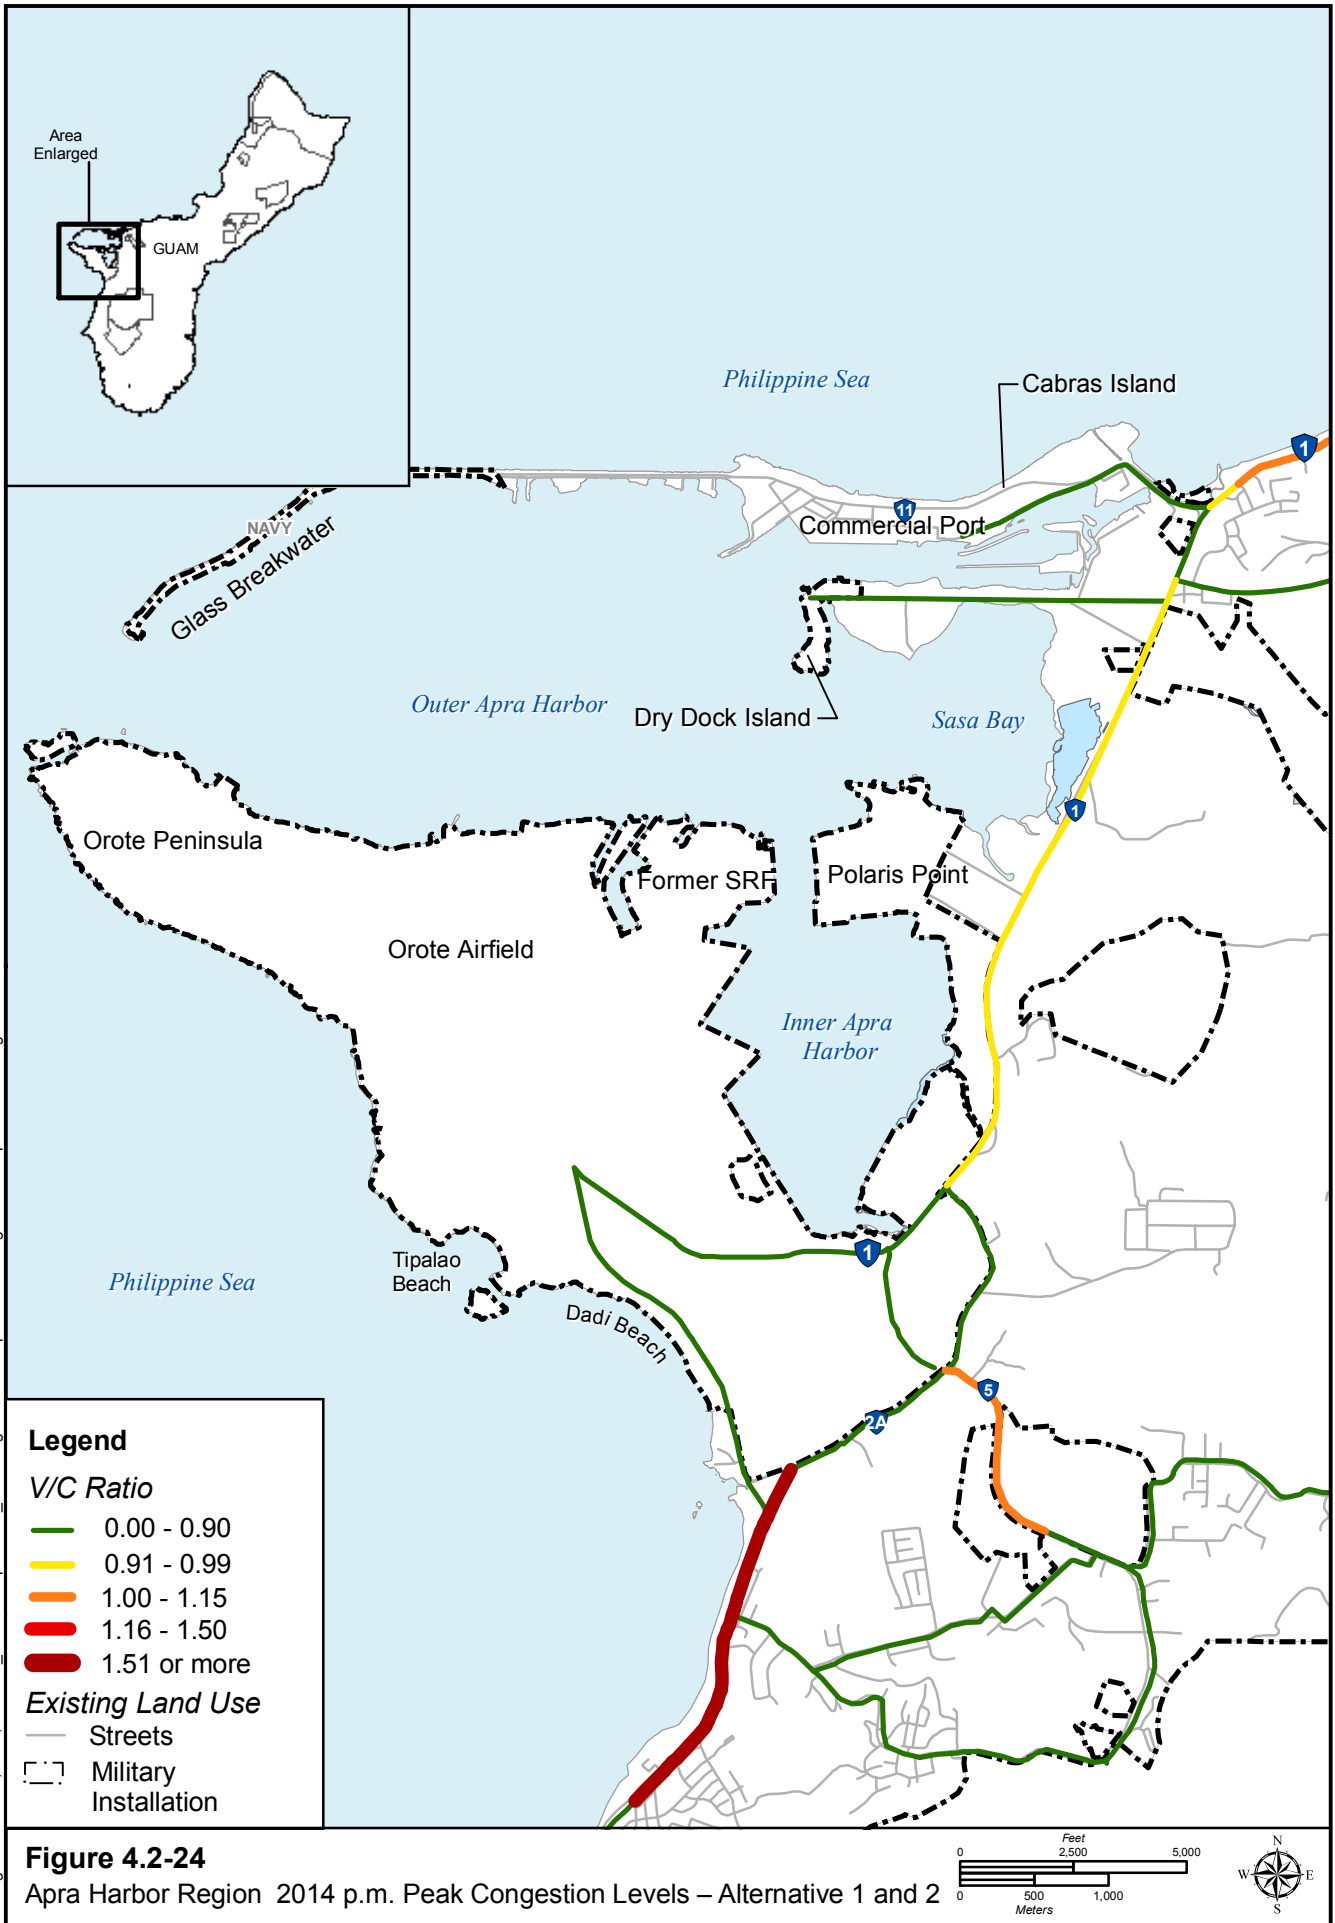 Area
Enlarged
GUAM
Philippine Sea
Cabras Island
1
11
Commercial Port
NAVY
Glass Breakwater
Outer Apra Harbor
Dry Dock Island
Sasa Bay
1
Orote Peninsula
Former SRF
Polaris Point
Orote Airfield
Inner Apra
Harbor
1
Tipalao
Beach
Philippine Sea
Dadi Beach
5
2A
Legend
V/C Ratio
0.00 - 0.90
0.91 - 0.99
1.00 - 1.15
1.16 - 1.50
1.51 or more
Existing Land Use
Streets
Military
Installation
Figure 4.2-24
Apra Harbor Region 2014 p.m. Peak Congestion Levels – Alternative 1 and 2
Feet
0 2,500 5,000
0 500 1,000
Meters
N
W E
S